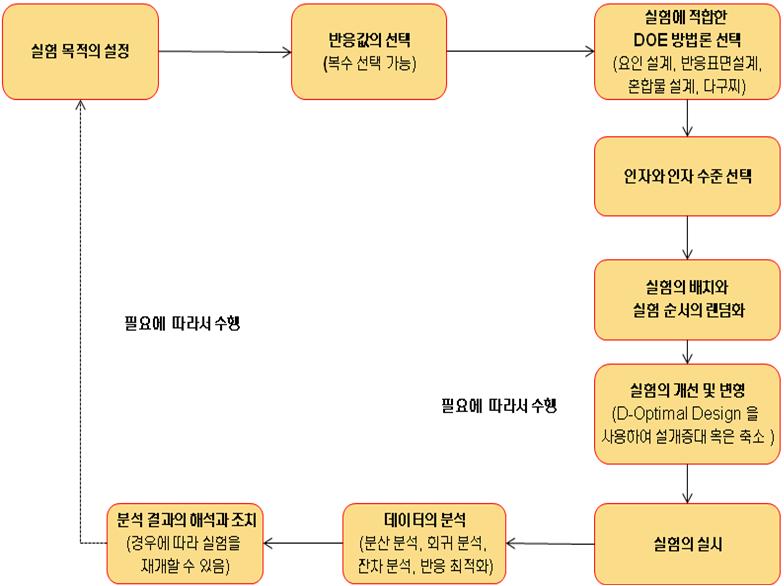 실험 목적의 설정
반응값의 선택
(복수 선택 가능)
실험에 적합한
DOE 방법론 선택
(요인 설계, 반응표면설계,
혼합물 설계, 다구찌)
인자와 인자 수준 선택
실험의 배치와
실험 순서의 랜덤화
필요에 따라서 수행
실험의 개선 및 변형
(D-Optimal Design 을
사용하여 설개증대 혹은 축소 )
필요에 따라서 수행
분석 결과의 해석과 조치
(경우에 따라 실험을
재개할 수 있음)
데이터의 분석
(분산 분석, 회귀 분석,
잔차 분석, 반응 최적화)
실험의 실시